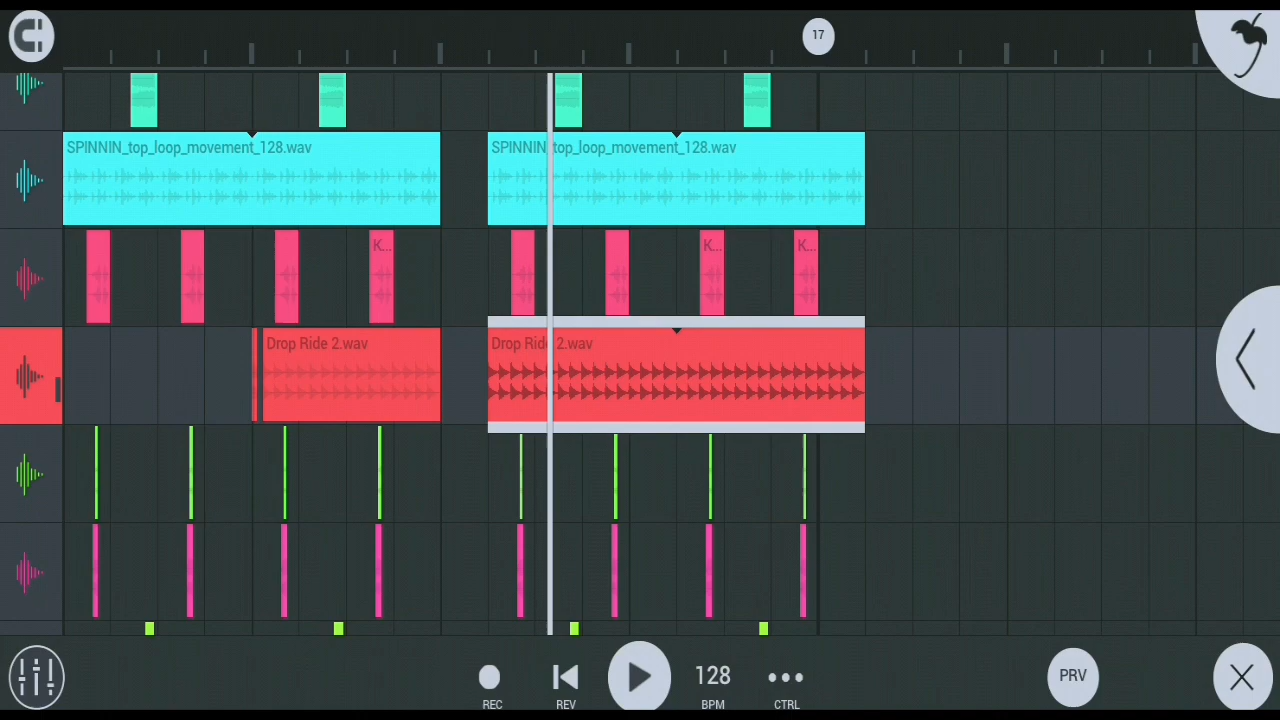 17
SPINNIN_top_loop_movement_128.wav
SPINNIN_top_loop_movement_128.wav
K...
K...
K...
Drop Ride 2.wav
Drop Ride 2.wav
128
PRV
REC
REV
BPM
CTRL